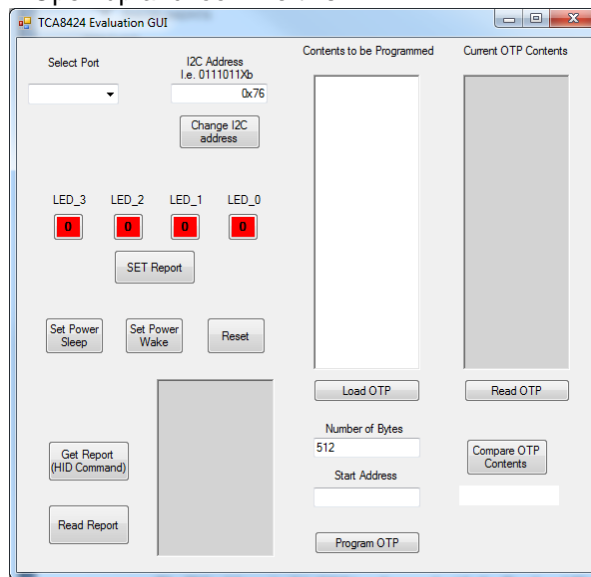 TCA8424 Evaluation GUI
Select Port
I2C Address
I.e. 0111011Xb
0x76
Change I2C
address
Contents to be Programmed
Current OTP Contents
LED_3 LED_2 LED_1 LED_0
0 0 0 0
SET Report
Set Power
Sleep
Set Power
Wake
Reset
Load OTP
Read OTP
Number of Bytes
512
Start Address
Compare OTP
Contents
Get Report
(HID Command)
Read Report
Program OTP